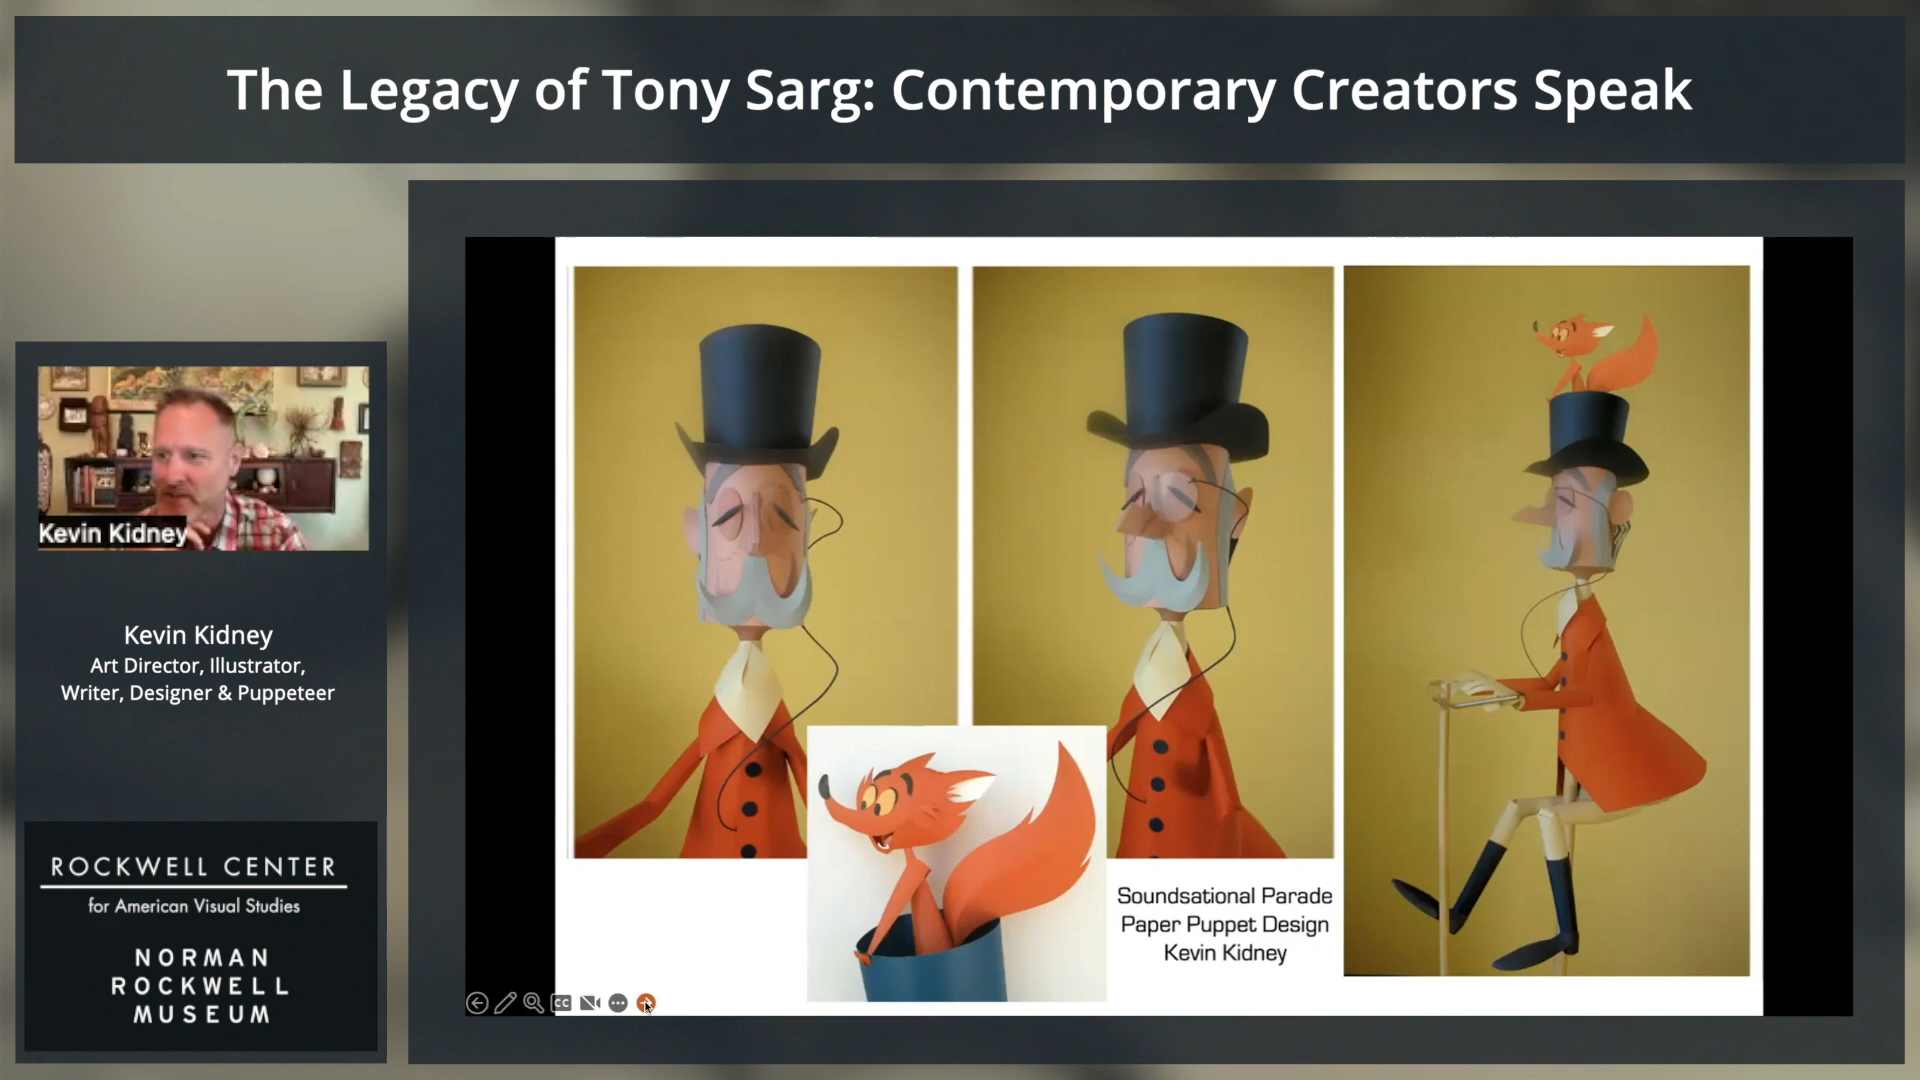 The Legacy of Tony Sarg: Contemporary Creators Speak
Kevin Kidney
Kevin Kidney
Art Director, Illustrator,
Writer, Designer & Puppeteer
ROCKWELL CENTER
for American Visual Studies
NORMAN
ROCKWELL
MUSEUM
Soundsational Parade
Paper Puppet Design
Kevin Kidney
CC